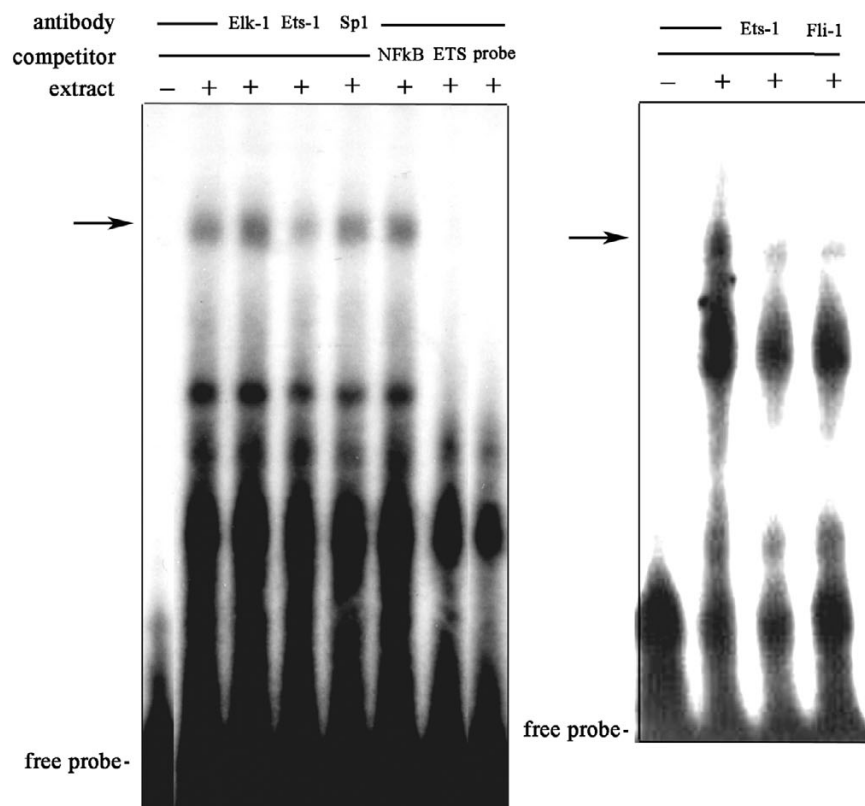 antibody Elk-1 Ets-1 Sp1
competitor NFkB ETS probe
extract − + + + + + + +
free probe-
Ets-1 Fli-1
− + + +
free probe-